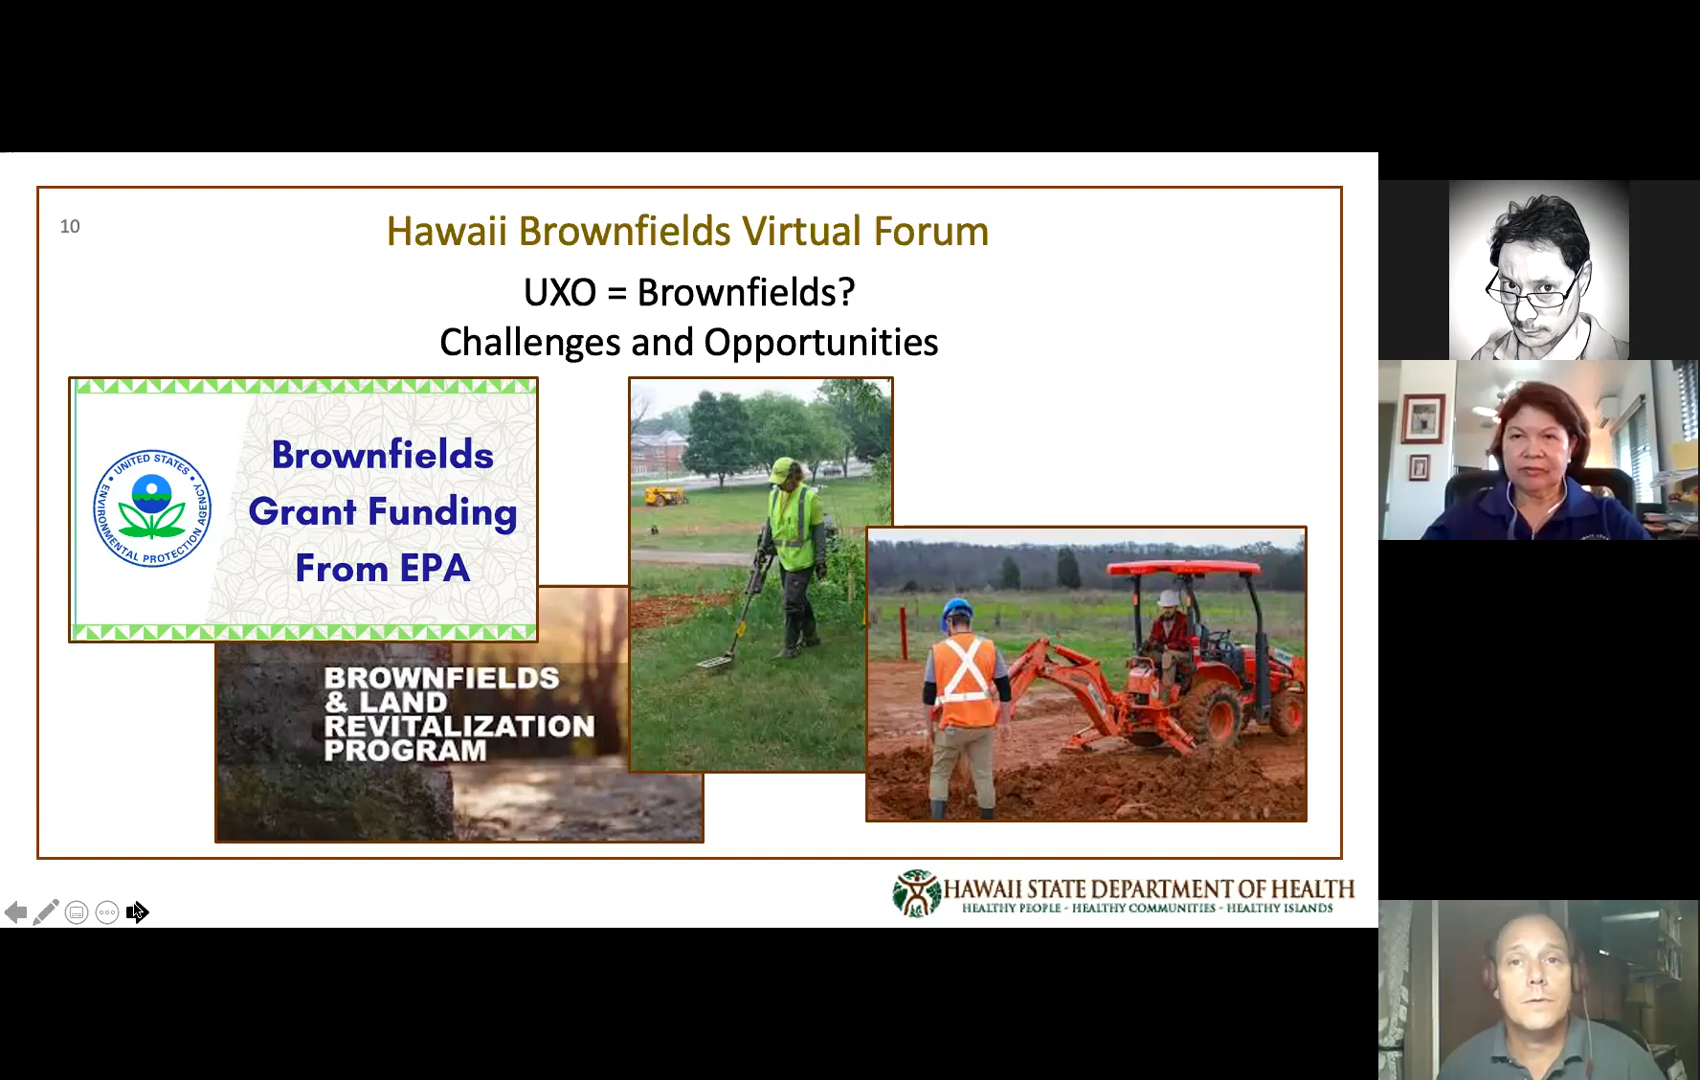 10
Hawaii Brownfields Virtual Forum
UXO = Brownfields?
Challenges and Opportunities
UNITED STATES
ENVIRONMENTAL PROTECTION AGENCY
Brownfields
Grant Funding
From EPA
BROWNFIELDS
& LAND
REVITALIZATION
PROGRAM
HAWAII STATE DEPARTMENT OF HEALTH
HEALTHY PEOPLE - HEALTHY COMMUNITIES - HEALTHY ISLANDS